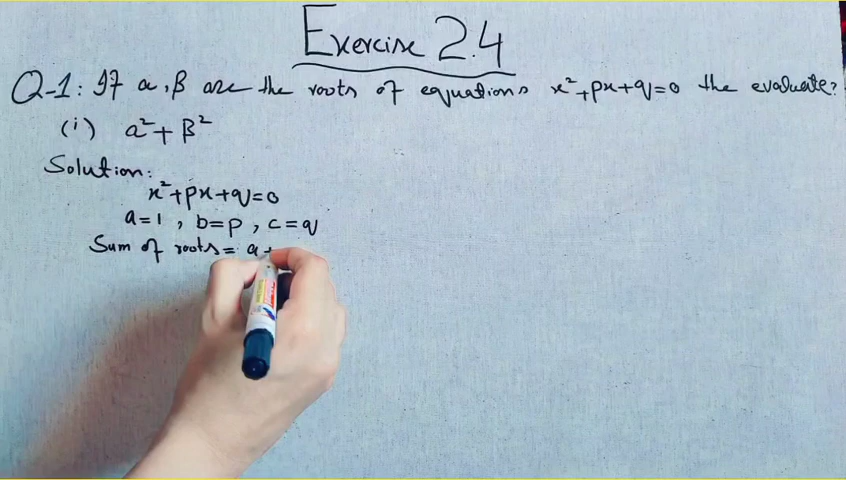 Exercise 2.4
Q-1: If α, β are the roots of equations x²+px+q=0 the evaluate?
(i) α²+β²
Solution:
x²+px+q=0
a=1, b=p, c=q
Sum of roots= α +